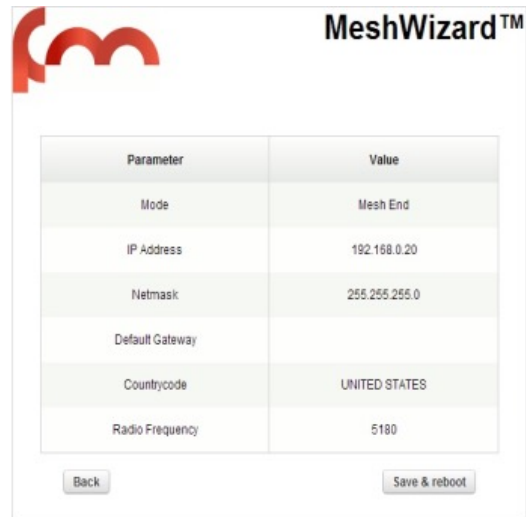 MeshWizard™
Parameter Value
Mode Mesh End
IP Address 192.168.0.20
Netmask 255.255.255.0
Default Gateway
Countrycode UNITED STATES
Radio Frequency 5180
Back Save & reboot